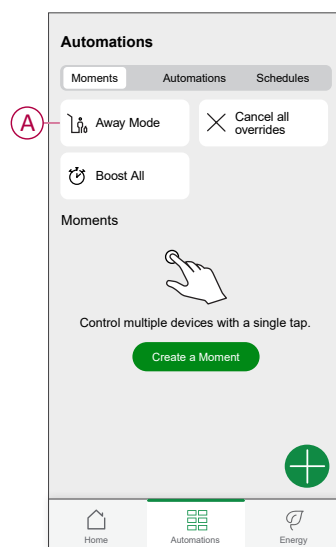 Automations
Moments Automations Schedules
A
Away Mode
Cancel all
overrides
Boost All
Moments
Control multiple devices with a single tap.
Create a Moment
Home Automations Energy